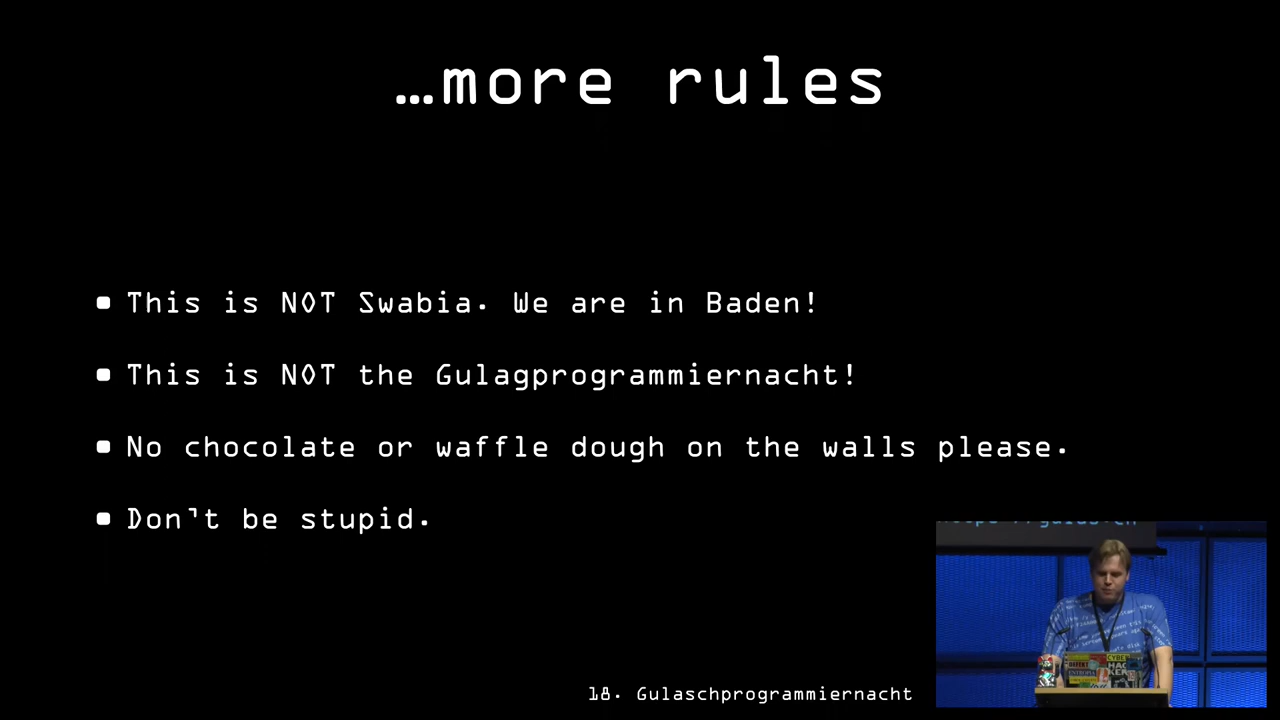 …more rules
This is NOT Swabia. We are in Baden!
This is NOT the Gulagprogrammiernacht!
No chocolate or waffle dough on the walls please.
Don't be stupid.
18. Gulaschprogrammiernacht